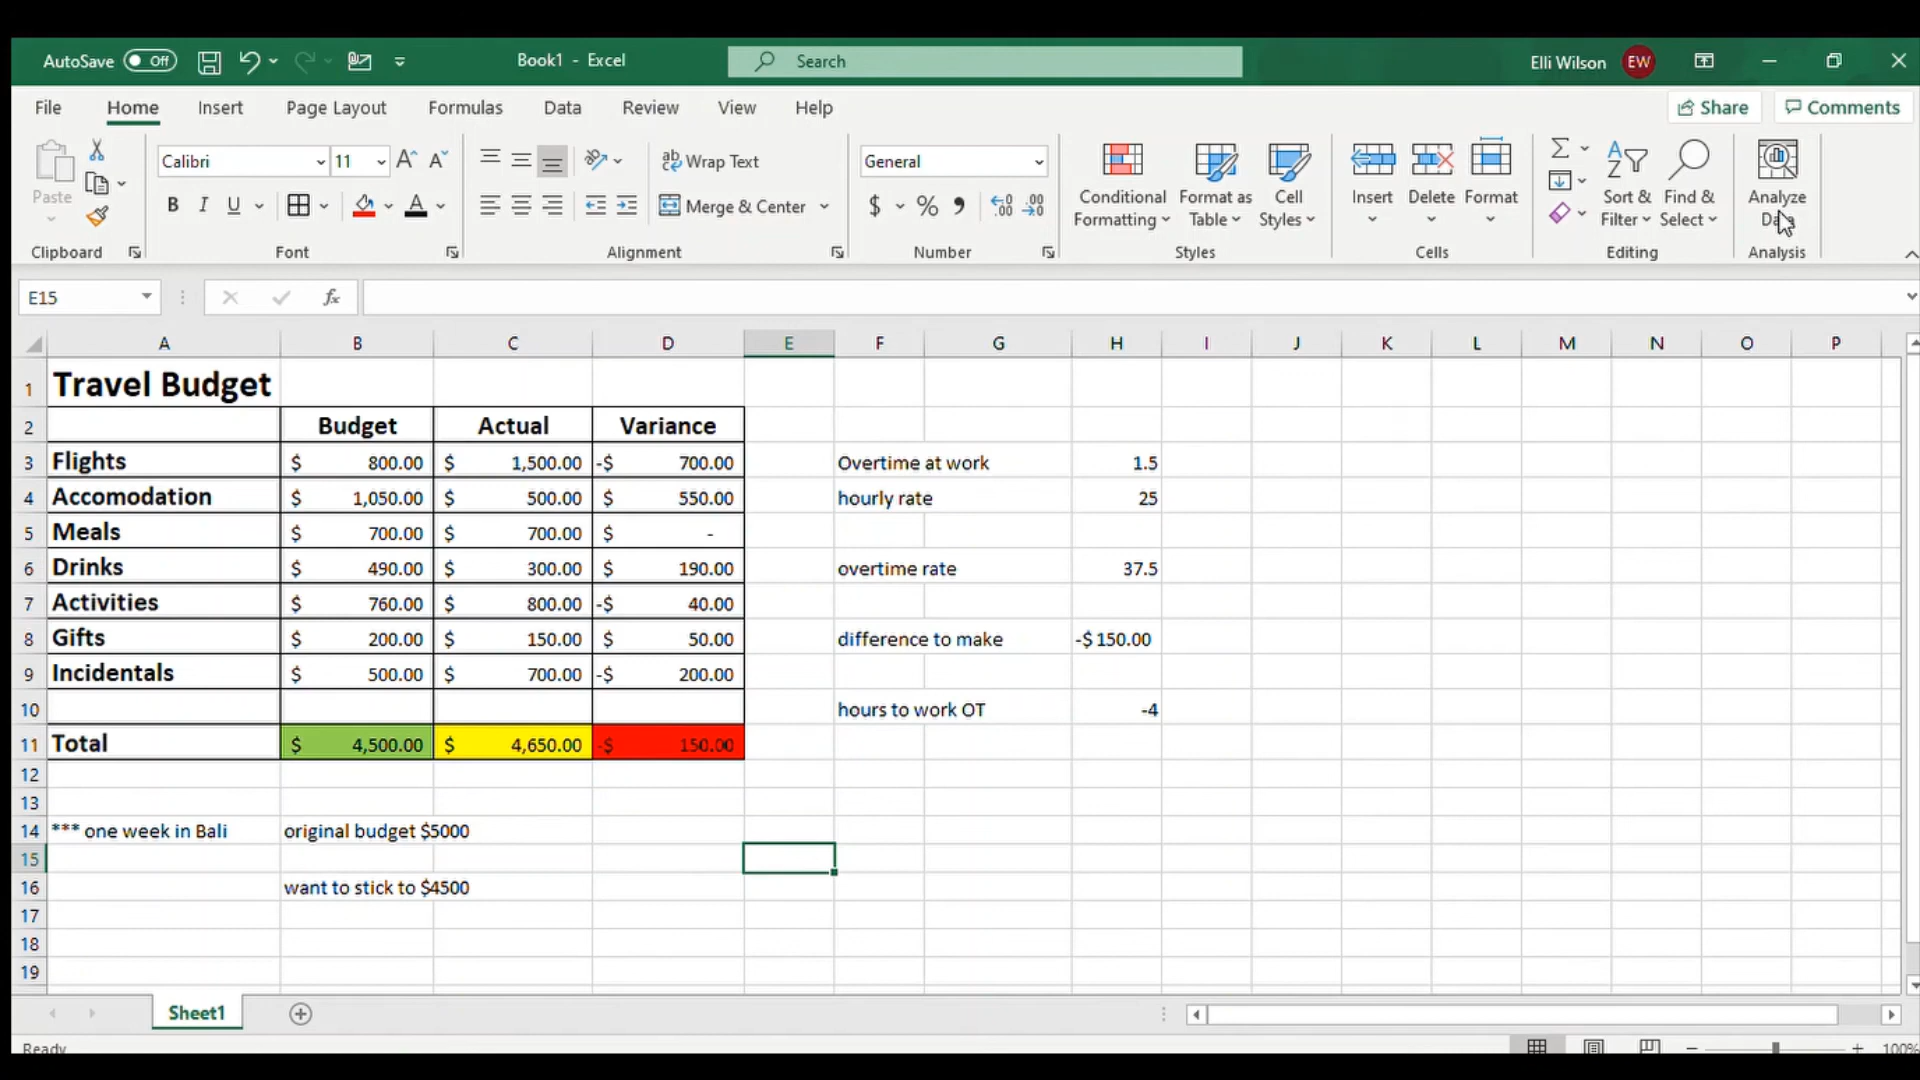 AutoSave Off Book1 - Excel Search Elli Wilson EW
File Home Insert Page Layout Formulas Data Review View Help Share Comments
Paste Calibri 11 A A ab Wrap Text General Conditional Formatting Format as Table Cell Styles Insert Delete Format Sort & Filter Find & Select Analyze Data
B I U A Merge & Center $ % 9 .00
Clipboard Font Alignment Number Styles Cells Editing Analysis
E15 fx
A B C D E F G H I J K L M N O P
1 Travel Budget
2 Budget Actual Variance
3 Flights $ 800.00 $ 1,500.00 -$ 700.00 Overtime at work 1.5
4 Accomodation $ 1,050.00 $ 500.00 $ 550.00 hourly rate 25
5 Meals $ 700.00 $ 700.00 $ -
6 Drinks $ 490.00 $ 300.00 $ 190.00 overtime rate 37.5
7 Activities $ 760.00 $ 800.00 -$ 40.00
8 Gifts $ 200.00 $ 150.00 $ 50.00 difference to make -$ 150.00
9 Incidentals $ 500.00 $ 700.00 -$ 200.00
10 hours to work OT -4
11 Total $ 4,500.00 $ 4,650.00 -$ 150.00
12
13
14 *** one week in Bali original budget $5000
15
16 want to stick to $4500
17
18
19
Sheet1
Ready 100%